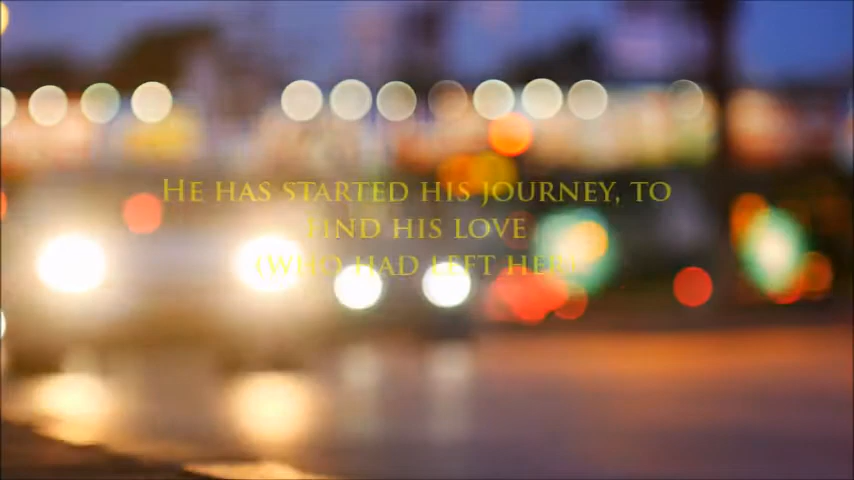 He has started his journey, to
find his love
(who had left her)